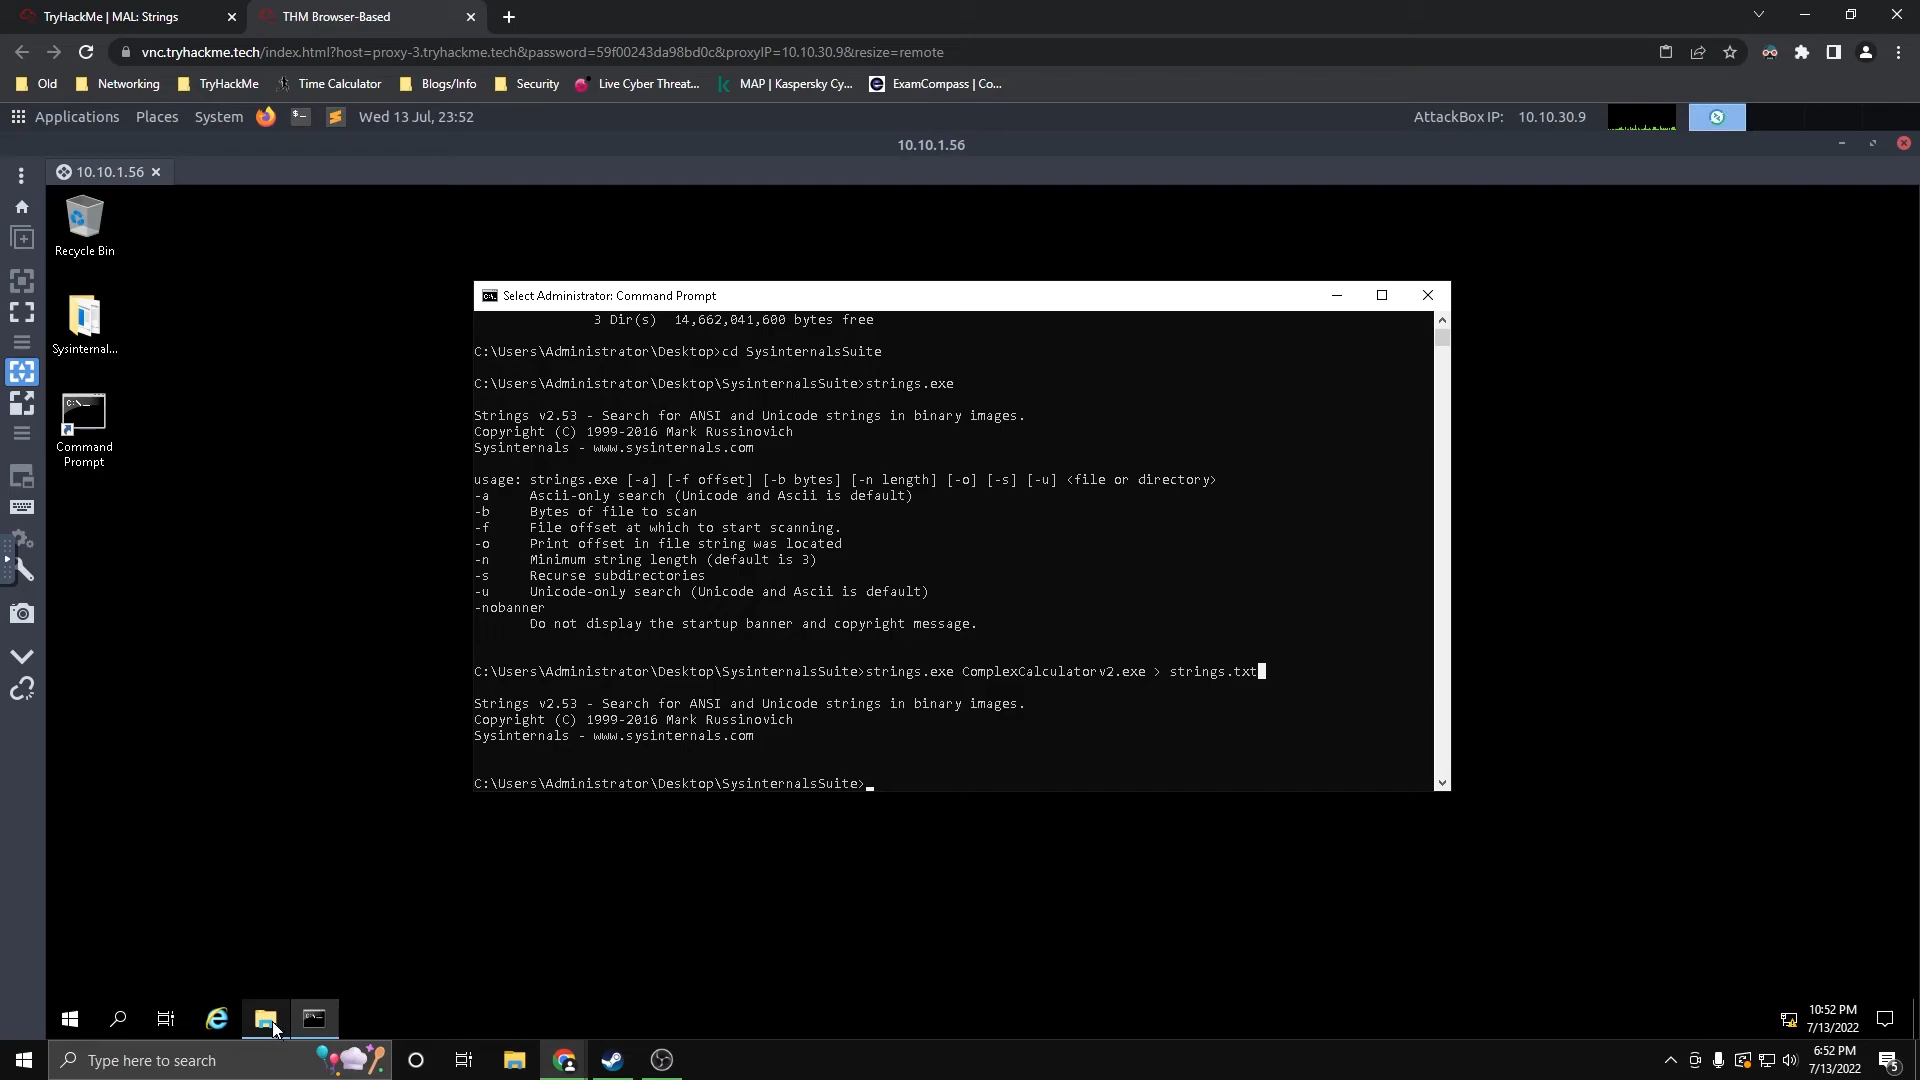 TryHackMe | MAL: Strings
THM Browser-Based
vnc.tryhackme.tech/index.html?host=proxy-3.tryhackme.tech&password=59f00243da98bd0c&proxyIP=10.10.30.9&resize=remote
Old
Networking
TryHackMe
Time Calculator
Blogs/Info
Security
Live Cyber Threat...
MAP | Kaspersky Cy...
ExamCompass | Co...
Applications Places System
Wed 13 Jul, 23:52
AttackBox IP: 10.10.30.9
10.10.1.56
10.10.1.56
Recycle Bin
Sysinternal...
Command
Prompt
Select Administrator: Command Prompt
3 Dir(s) 14,662,041,600 bytes free
C:\Users\Administrator\Desktop>cd SysinternalsSuite
C:\Users\Administrator\Desktop\SysinternalsSuite>strings.exe
Strings v2.53 - Search for ANSI and Unicode strings in binary images.
Copyright (C) 1999-2016 Mark Russinovich
Sysinternals - www.sysinternals.com
usage: strings.exe [-a] [-f offset] [-b bytes] [-n length] [-o] [-s] [-u] <file or directory>
-a Ascii-only search (Unicode and Ascii is default)
-b Bytes of file to scan
-f File offset at which to start scanning.
-o Print offset in file string was located
-n Minimum string length (default is 3)
-s Recurse subdirectories
-u Unicode-only search (Unicode and Ascii is default)
-nobanner
Do not display the startup banner and copyright message.
C:\Users\Administrator\Desktop\SysinternalsSuite>strings.exe ComplexCalculatorv2.exe > strings.txt
Strings v2.53 - Search for ANSI and Unicode strings in binary images.
Copyright (C) 1999-2016 Mark Russinovich
Sysinternals - www.sysinternals.com
C:\Users\Administrator\Desktop\SysinternalsSuite>
10:52 PM
7/13/2022
Type here to search
6:52 PM
7/13/2022
5